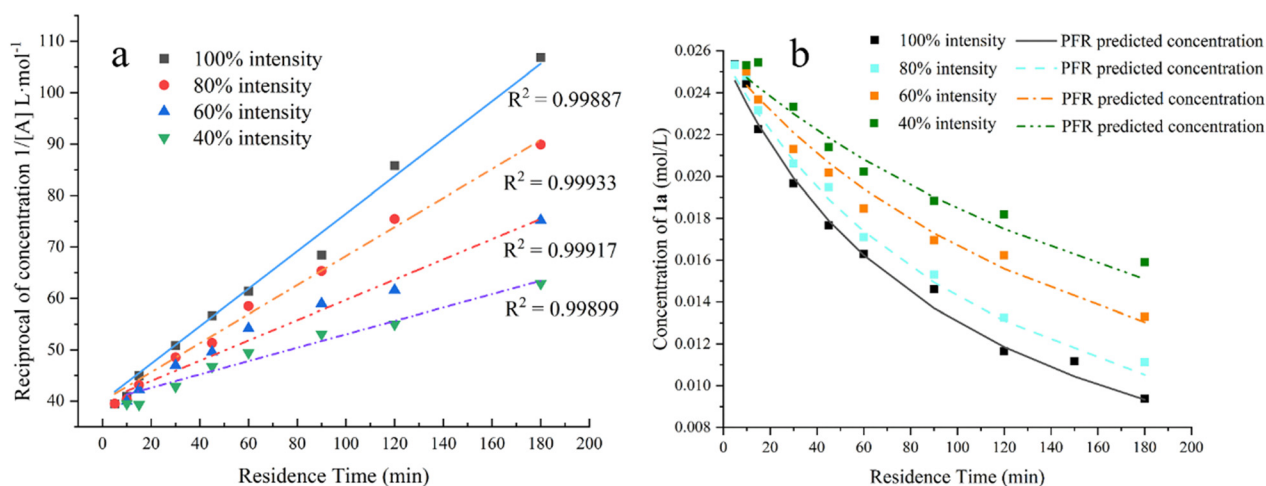 a
100% intensity
80% intensity
60% intensity
40% intensity
R² = 0.99887
R² = 0.99933
R² = 0.99917
R² = 0.99899
Reciprocal of concentration 1/[A] L·mol⁻¹
110
100
90
80
70
60
50
40
0 20 40 60 80 100 120 140 160 180 200
Residence Time (min)
b
100% intensity PFR predicted concentration
80% intensity PFR predicted concentration
60% intensity PFR predicted concentration
40% intensity PFR predicted concentration
Concentration of 1a (mol/L)
0.026
0.024
0.022
0.020
0.018
0.016
0.014
0.012
0.010
0.008
0 20 40 60 80 100 120 140 160 180 200
Residence Time (min)